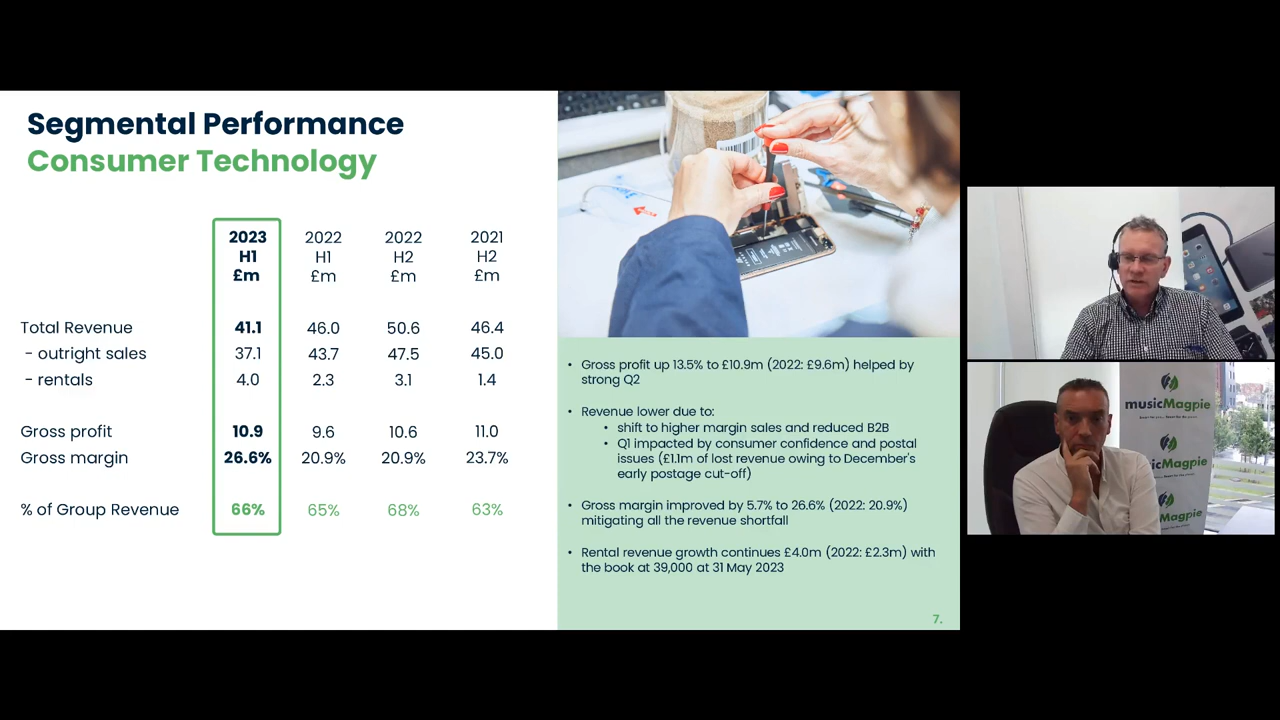 Segmental Performance
Consumer Technology
2023 2022 2022 2021
H1 H1 H2 H2
£m £m £m £m
Total Revenue 41.1 46.0 50.6 46.4
- outright sales 37.1 43.7 47.5 45.0
- rentals 4.0 2.3 3.1 1.4
Gross profit 10.9 9.6 10.6 11.0
Gross margin 26.6% 20.9% 20.9% 23.7%
% of Group Revenue 66% 65% 68% 63%
• Gross profit up 13.5% to £10.9m (2022: £9.6m) helped by
strong Q2
• Revenue lower due to:
• shift to higher margin sales and reduced B2B
• Q1 impacted by consumer confidence and postal
issues (£1.1m of lost revenue owing to December's
early postage cut-off)
• Gross margin improved by 5.7% to 26.6% (2022: 20.9%)
mitigating all the revenue shortfall
• Rental revenue growth continues £4.0m (2022: £2.3m) with
the book at 39,000 at 31 May 2023
7.
musicMagpie
Magpie
Magpie